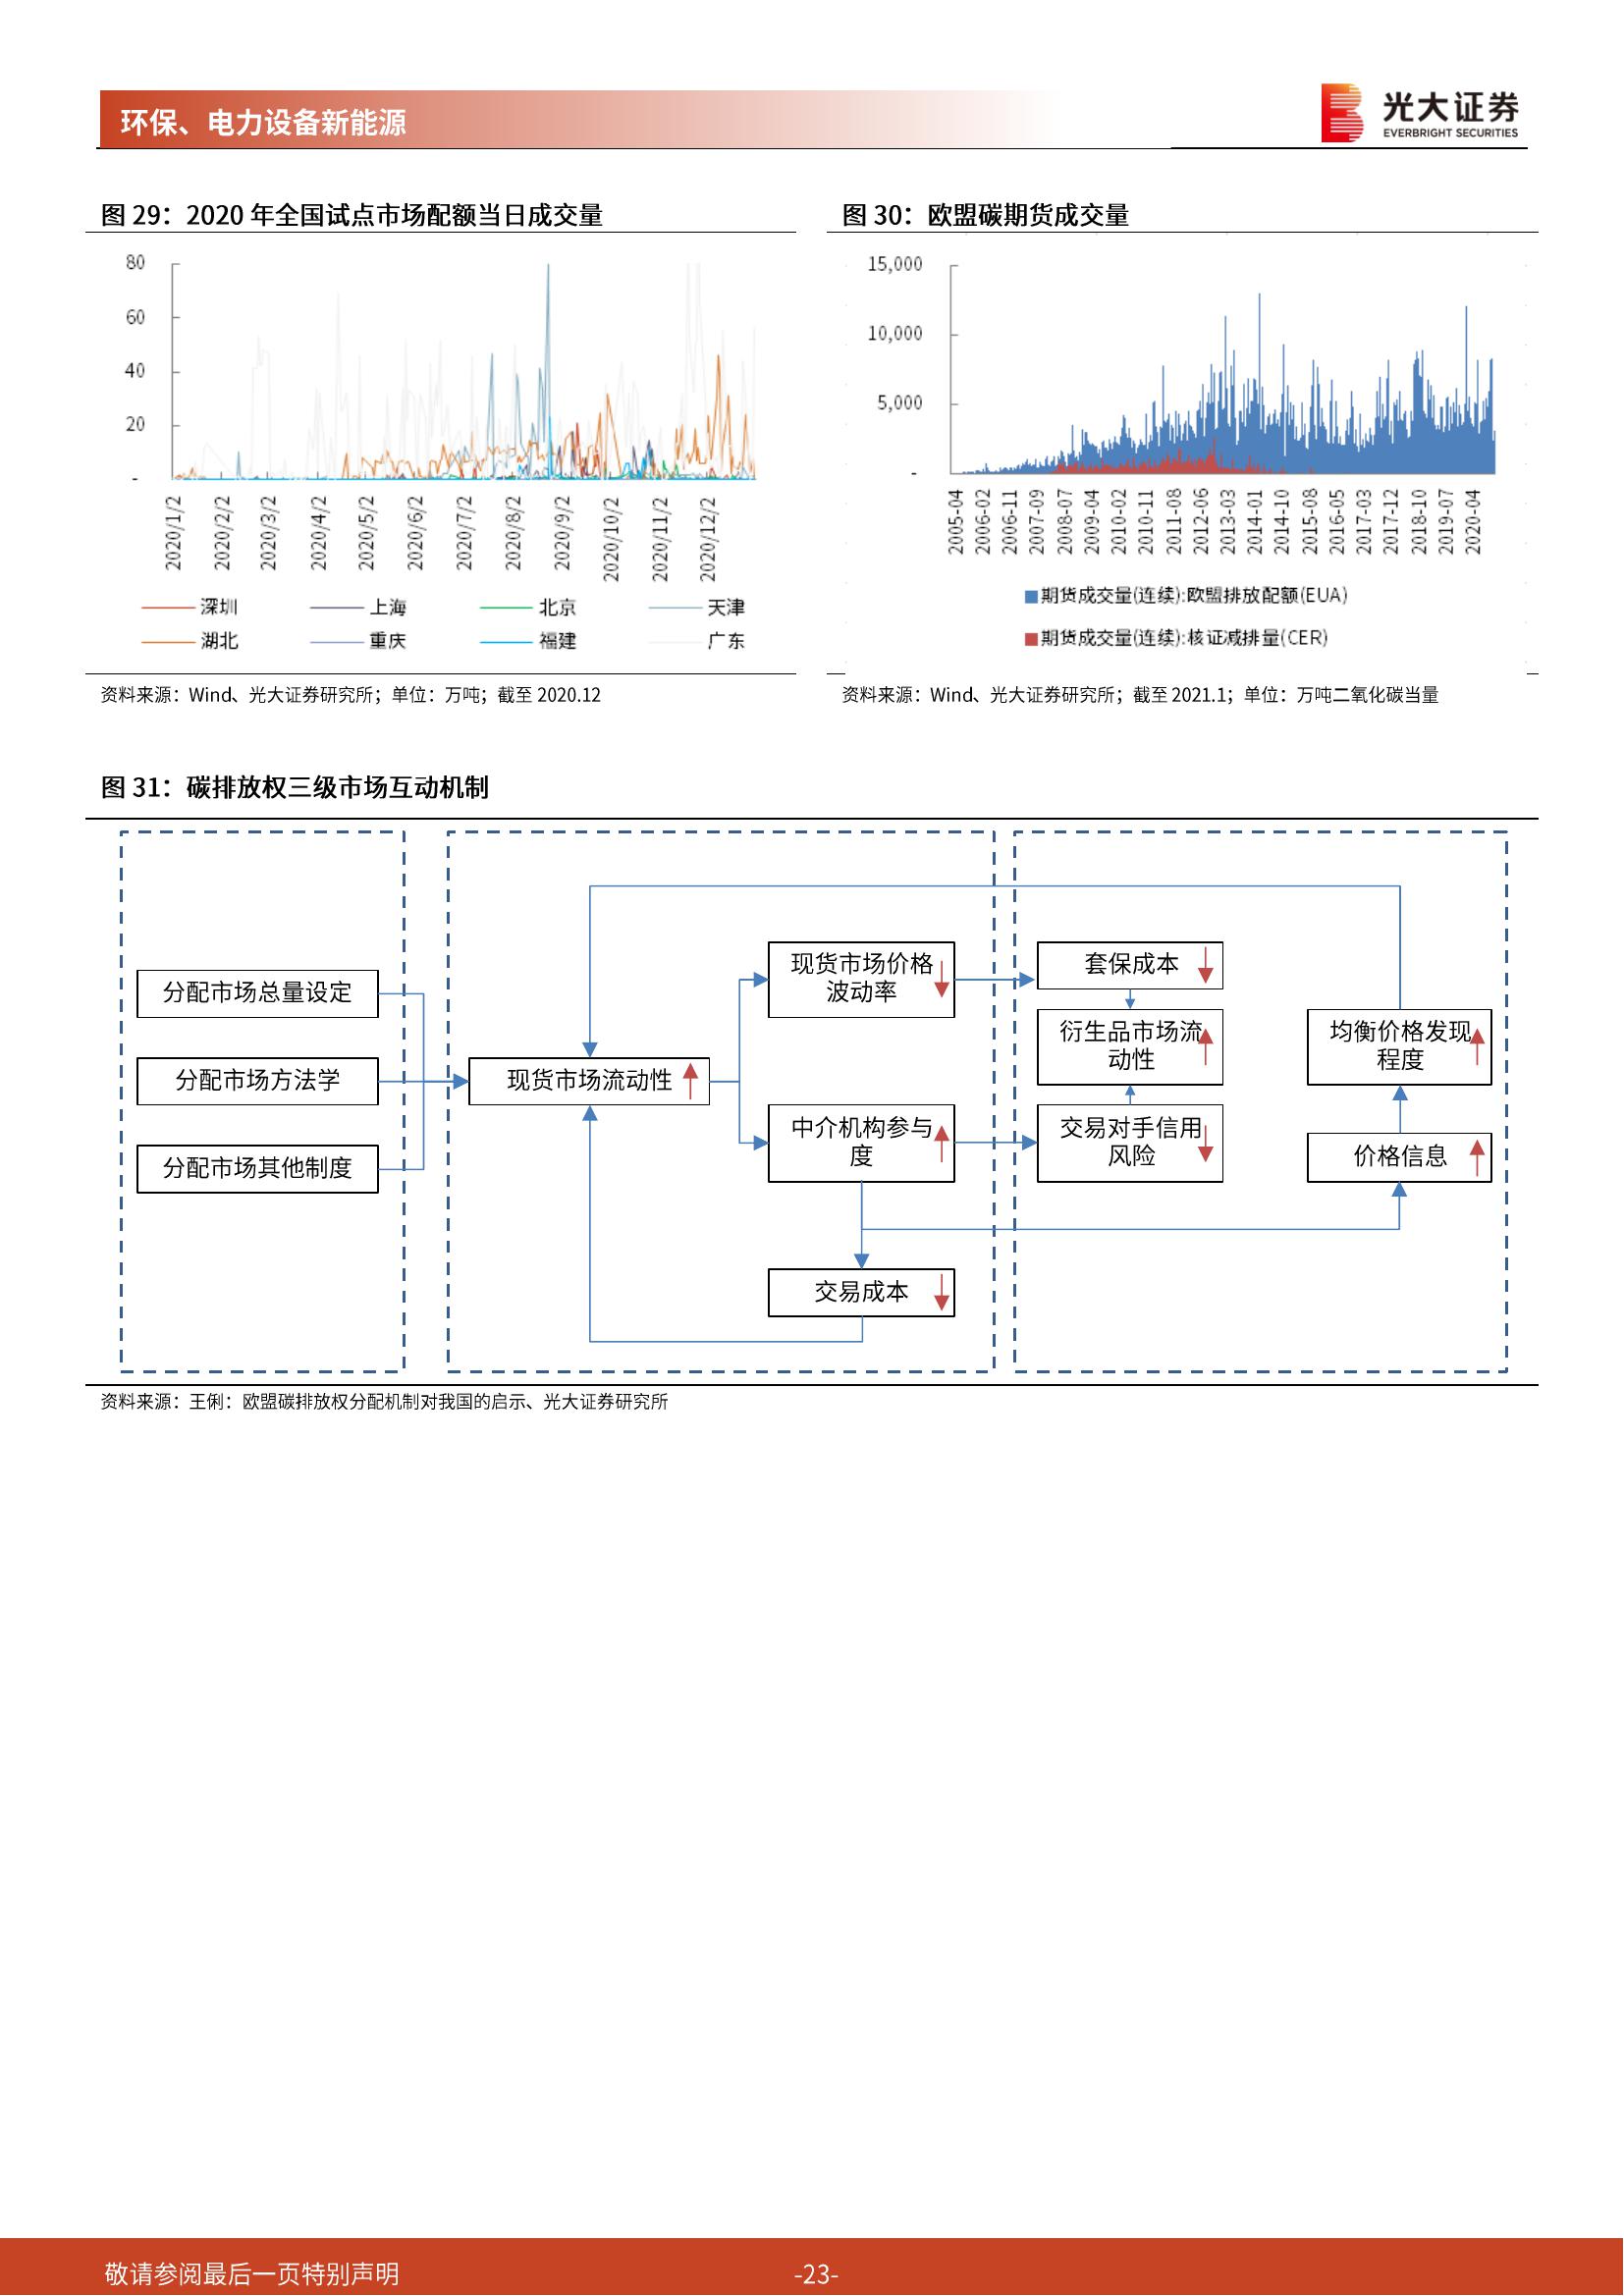 环保、电力设备新能源
光大证券
EVERBRIGHT SECURITIES
图 29：2020 年全国试点市场配额当日成交量
80
60
40
20
-
2020/1/2
2020/2/2
2020/3/2
2020/4/2
2020/5/2
2020/6/2
2020/7/2
2020/8/2
2020/9/2
2020/10/2
2020/11/2
2020/12/2
深圳
上海
北京
天津
湖北
重庆
福建
广东
资料来源：Wind、光大证券研究所；单位：万吨；截至 2020.12
图 30：欧盟碳期货成交量
15,000
10,000
5,000
-
2005-04
2006-02
2006-11
2007-09
2008-07
2009-04
2010-02
2010-11
2011-08
2012-06
2013-03
2014-01
2014-10
2015-08
2016-05
2017-03
2017-12
2018-10
2019-07
2020-04
期货成交量(连续):欧盟排放配额(EUA)
期货成交量(连续):核证减排量(CER)
资料来源：Wind、光大证券研究所；截至 2021.1；单位：万吨二氧化碳当量
图 31：碳排放权三级市场互动机制
分配市场总量设定
分配市场方法学
分配市场其他制度
现货市场流动性
现货市场价格
波动率
中介机构参与
度
交易成本
套保成本
衍生品市场流
动性
交易对手信用
风险
均衡价格发现
程度
价格信息
资料来源：王俐：欧盟碳排放权分配机制对我国的启示、光大证券研究所
敬请参阅最后一页特别声明
-23-